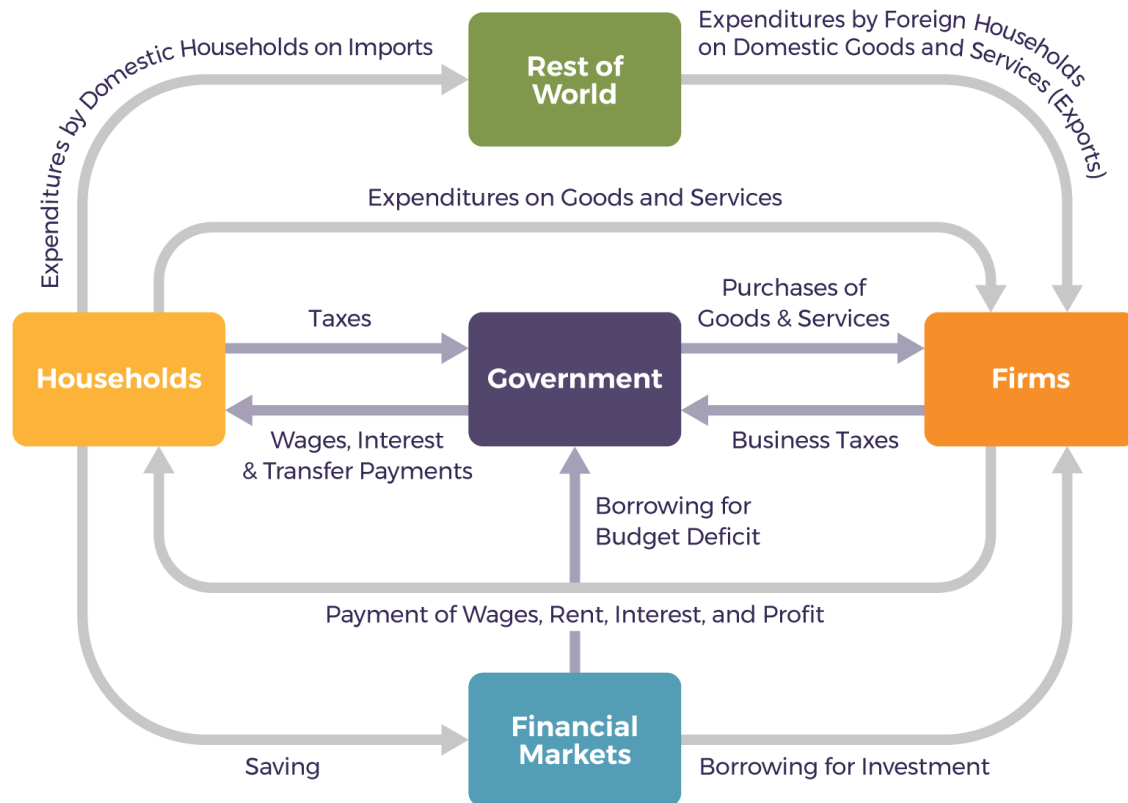 Expenditures by Domestic Households on Imports
Rest of
World
Expenditures by Foreign Households
on Domestic Goods and Services (Exports)
Expenditures on Goods and Services
Households
Taxes
Government
Purchases of
Goods & Services
Firms
Wages, Interest
& Transfer Payments
Business Taxes
Borrowing for
Budget Deficit
Payment of Wages, Rent, Interest, and Profit
Financial
Markets
Saving
Borrowing for Investment